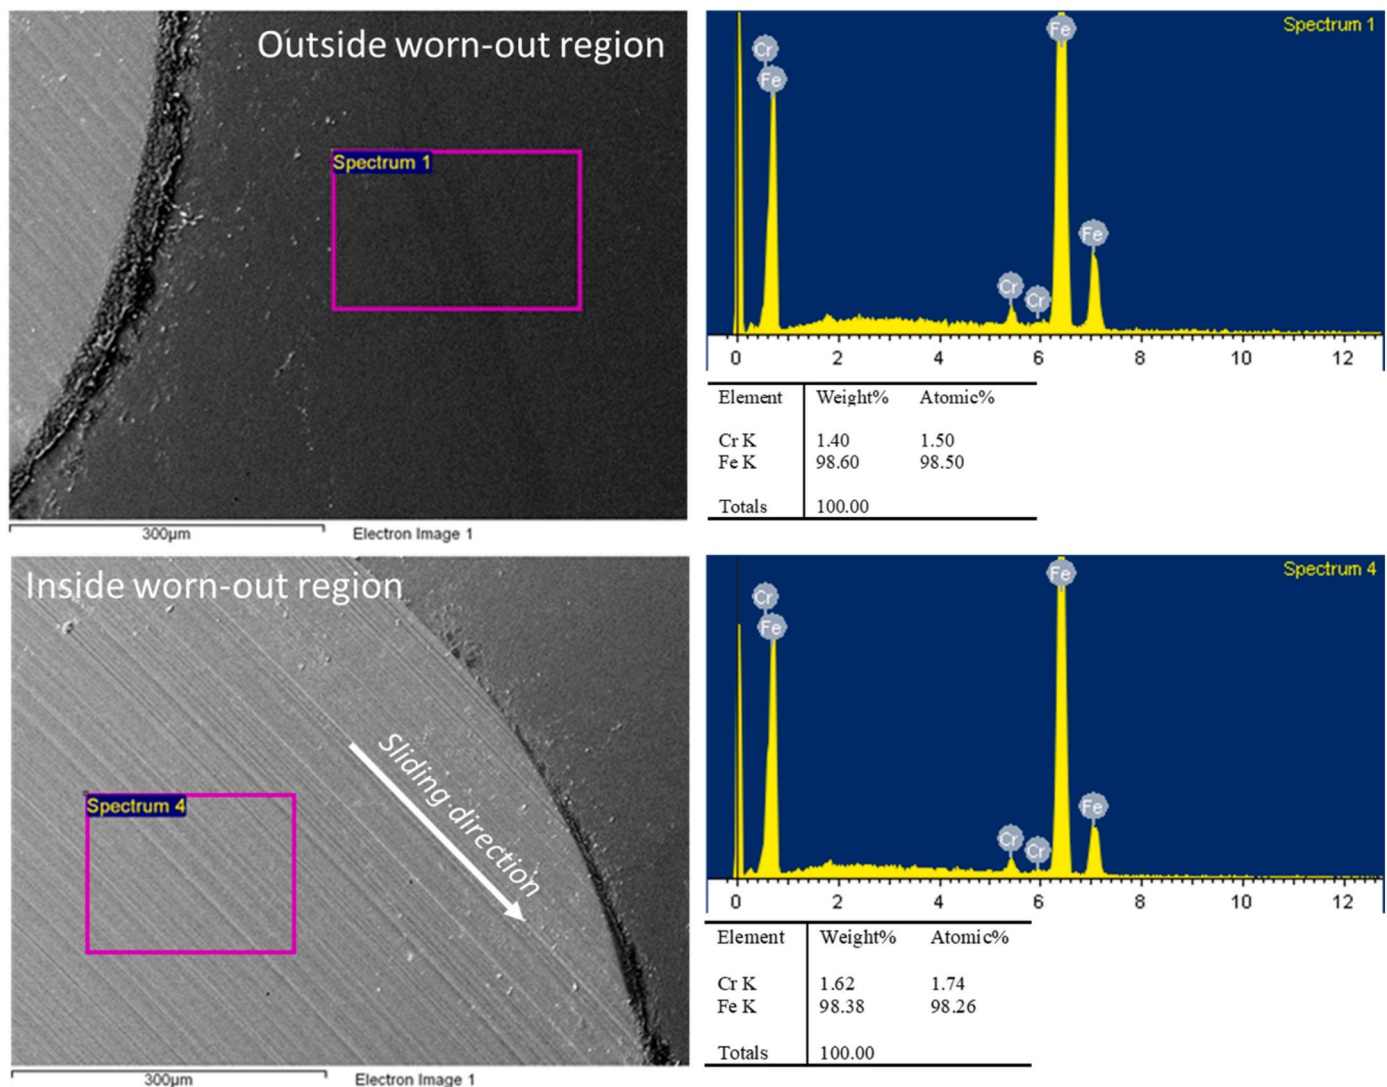 Outside worn-out region
Spectrum 1
300µm
Electron Image 1
Spectrum 1
Cr
Fe
Cr
Cr
Fe
Fe
0 2 4 6 8 10 12
Element Weight% Atomic%
Cr K 1.40 1.50
Fe K 98.60 98.50
Totals 100.00
Inside worn-out region
Spectrum 4
Sliding direction
300µm
Electron Image 1
Spectrum 4
Cr
Fe
Cr
Cr
Fe
Fe
0 2 4 6 8 10 12
Element Weight% Atomic%
Cr K 1.62 1.74
Fe K 98.38 98.26
Totals 100.00